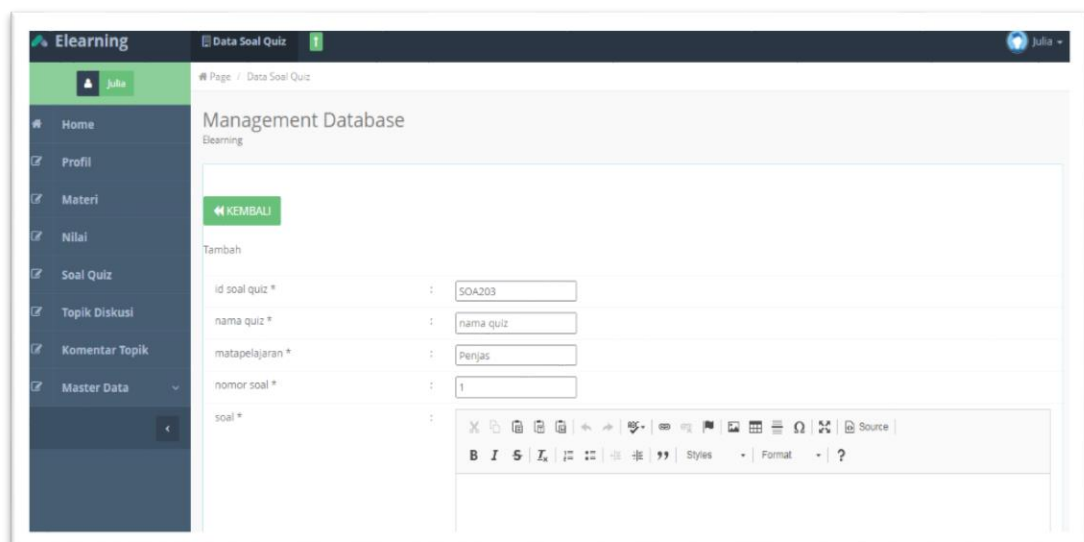 Elearning
Data Soal Quiz
Julia
Julia
Page / Data Soal Quiz
Home
Profil
Materi
Nilai
Soal Quiz
Topik Diskusi
Komentar Topik
Master Data
Management Database
Elearning
KEMBALI
Tambah
id soal quiz * : SOA203
nama quiz * : nama quiz
matapelajaran * : Penjas
nomor soal * : 1
soal * :
Source
B I S Ix Styles Format ?